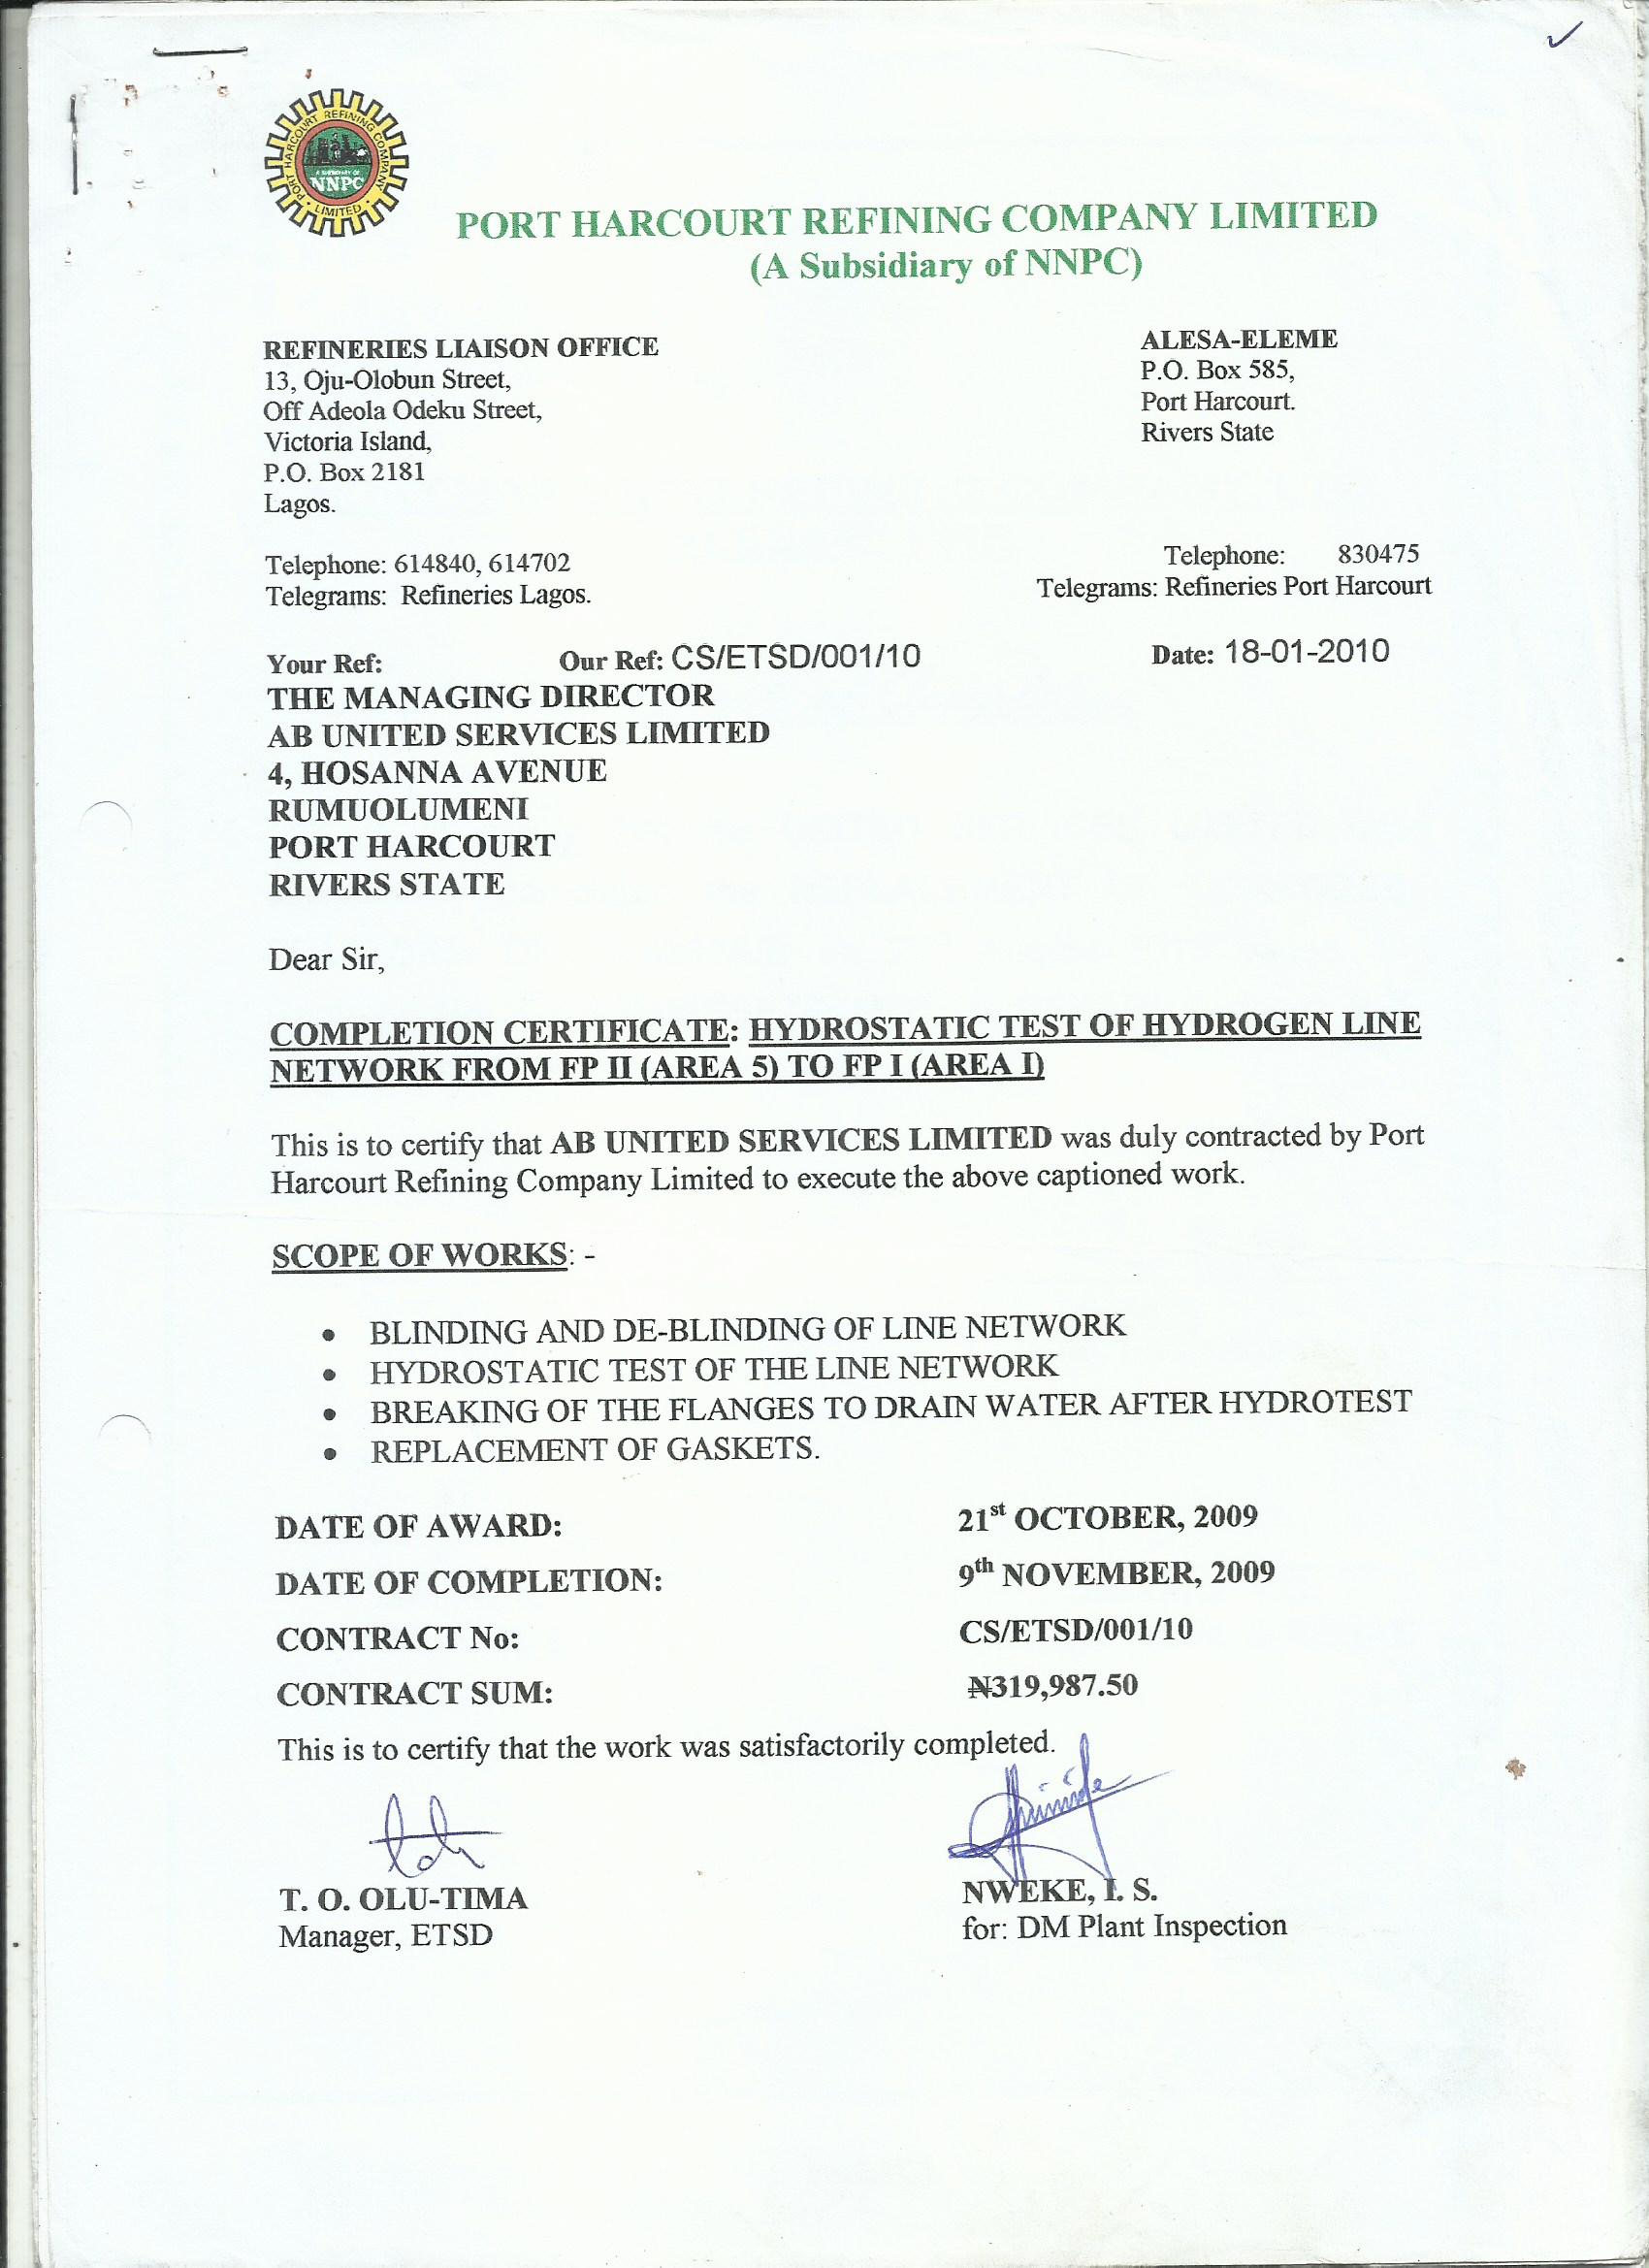 PORT HARCOURT REFINING COMPANY
A SUBSIDIARY OF
NNPC
LIMITED
PORT HARCOURT REFINING COMPANY LIMITED
(A Subsidiary of NNPC)
REFINERIES LIAISON OFFICE
13, Oju-Olobun Street,
Off Adeola Odeku Street,
Victoria Island,
P.O. Box 2181
Lagos.
ALESA-ELEME
P.O. Box 585,
Port Harcourt.
Rivers State
Telephone: 614840, 614702
Telegrams: Refineries Lagos.
Telephone: 830475
Telegrams: Refineries Port Harcourt
Your Ref: Our Ref: CS/ETSD/001/10 Date: 18-01-2010
THE MANAGING DIRECTOR
AB UNITED SERVICES LIMITED
4, HOSANNA AVENUE
RUMUOLUMENI
PORT HARCOURT
RIVERS STATE
Dear Sir,
COMPLETION CERTIFICATE: HYDROSTATIC TEST OF HYDROGEN LINE
NETWORK FROM FP II (AREA 5) TO FP I (AREA I)
This is to certify that AB UNITED SERVICES LIMITED was duly contracted by Port
Harcourt Refining Company Limited to execute the above captioned work.
SCOPE OF WORKS: -
• BLINDING AND DE-BLINDING OF LINE NETWORK
• HYDROSTATIC TEST OF THE LINE NETWORK
• BREAKING OF THE FLANGES TO DRAIN WATER AFTER HYDROTEST
• REPLACEMENT OF GASKETS.
DATE OF AWARD: 21st OCTOBER, 2009
DATE OF COMPLETION: 9th NOVEMBER, 2009
CONTRACT No: CS/ETSD/001/10
CONTRACT SUM: ₦319,987.50
This is to certify that the work was satisfactorily completed.
T. O. OLU-TIMA
Manager, ETSD
NWEKE, I. S.
for: DM Plant Inspection